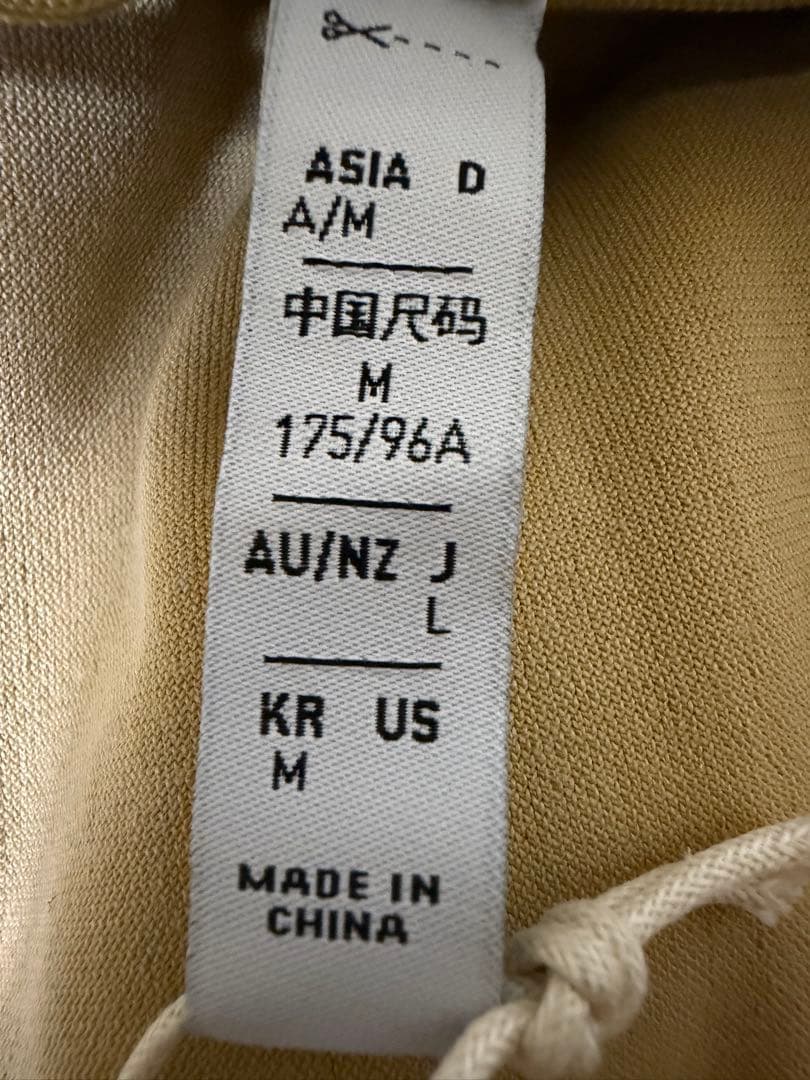 ASIA D
A/M
中国尺码
M
175/96A
AU/NZ J
L
KR US
M
MADE IN
CHINA